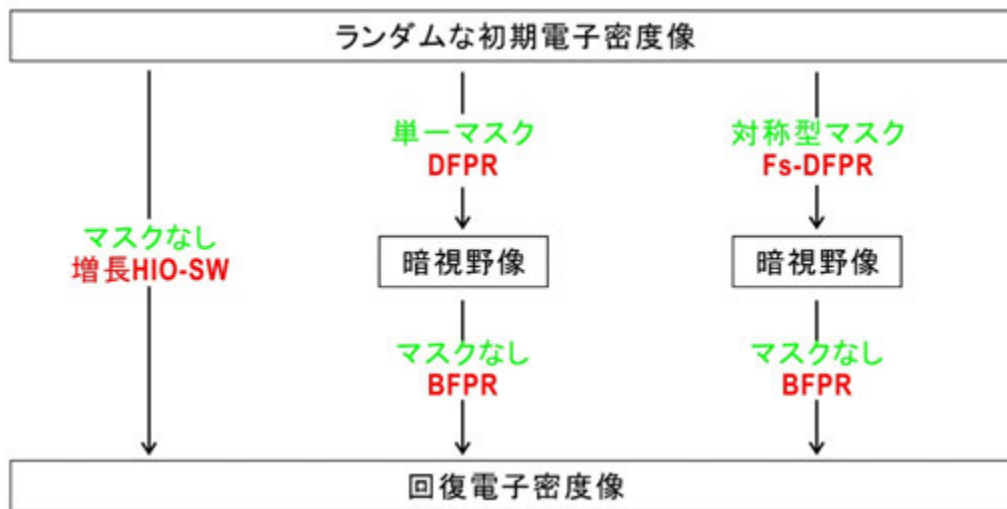 ランダムな初期電子密度像
マスクなし
増長HIO-SW
単一マスク
DFPR
暗視野像
マスクなし
BFPR
対称型マスク
Fs-DFPR
暗視野像
マスクなし
BFPR
回復電子密度像